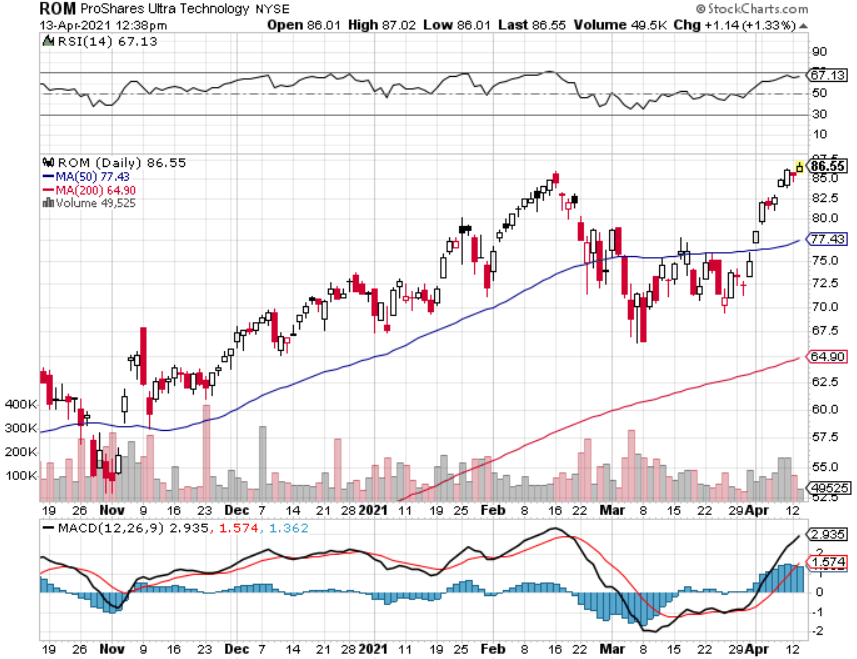 ROM ProShares Ultra Technology NYSE
© StockCharts.com
13-Apr-2021 12:38pm
Open 86.01 High 87.02 Low 86.01 Last 86.55 Volume 49.5K Chg +1.14 (+1.33%)
RSI(14) 67.13
90
67.13
50
30
10
ROM (Daily) 86.55
MA(50) 77.43
MA(200) 64.90
Volume 49,525
86.55
85.0
82.5
80.0
77.43
75.0
72.5
70.0
67.5
64.90
62.5
60.0
57.5
55.0
49525
52.5
400K
300K
200K
100K
19 26 Nov 9 16 23 Dec 7 14 21 28 2021 11 19 25 Feb 8 16 22 Mar 8 15 22 29 Apr 12
MACD(12,26,9) 2.935, 1.574, 1.362
2.935
2
1.574
0
-1
-2
19 26 Nov 9 16 23 Dec 7 14 21 28 2021 11 19 25 Feb 8 16 22 Mar 8 15 22 29 Apr 12